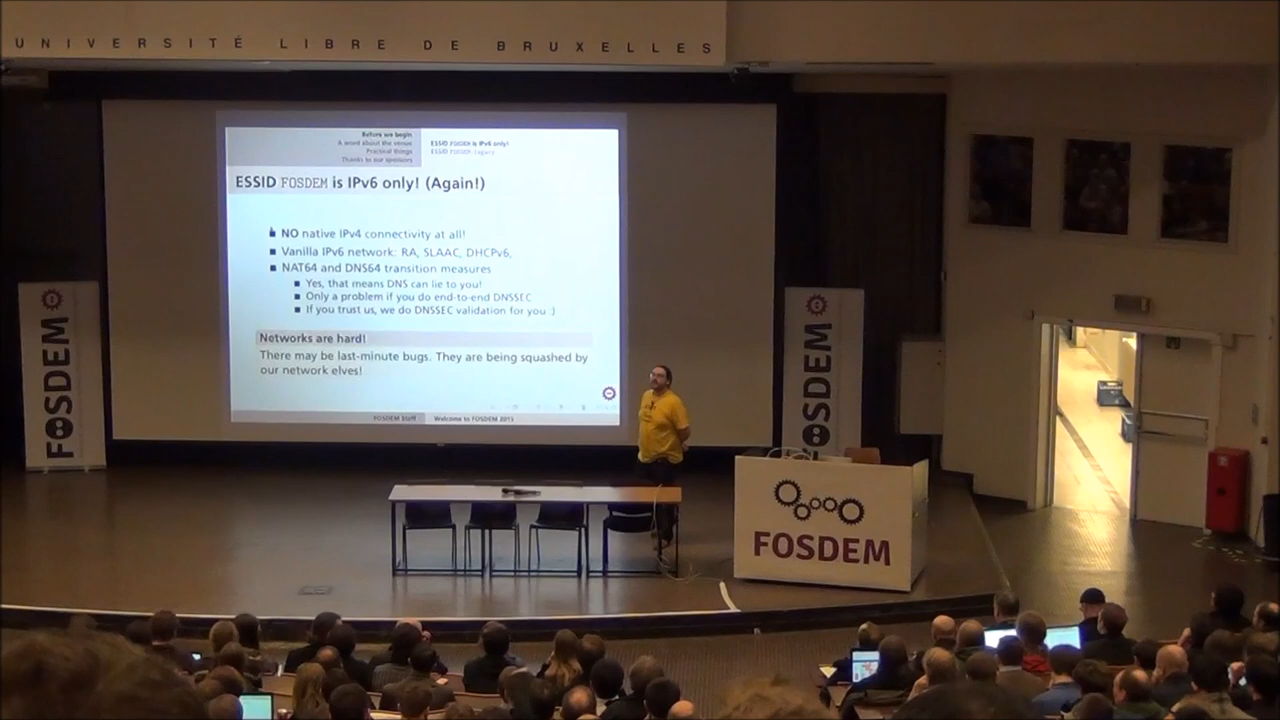 UNIVERSITÉ LIBRE DE BRUXELLES
Before we begin
A word about the venue
Practical things
Thanks to our sponsors
ESSID FOSDEM is IPv6 only!
ESSID FOSDEM-legacy
ESSID FOSDEM is IPv6 only! (Again!)
NO native IPv4 connectivity at all!
Vanilla IPv6 network: RA, SLAAC, DHCPv6,
NAT64 and DNS64 transition measures
Yes, that means DNS can lie to you!
Only a problem if you do end-to-end DNSSEC
If you trust us, we do DNSSEC validation for you :)
Networks are hard!
There may be last-minute bugs. They are being squashed by
our network elves!
FOSDEM Staff
Welcome to FOSDEM 2015
FOSDEM
FOSDEM
FOSDEM